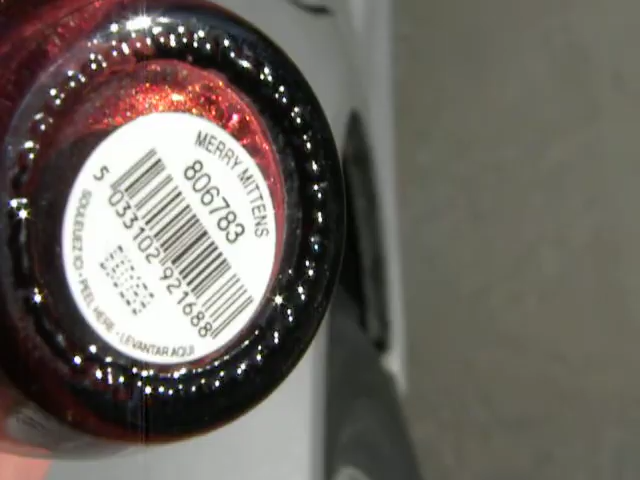 MERRY MITTENS
806783
5 033102 921688
SOULEVEZ ICI - PEEL HERE - LEVANTAR AQUI